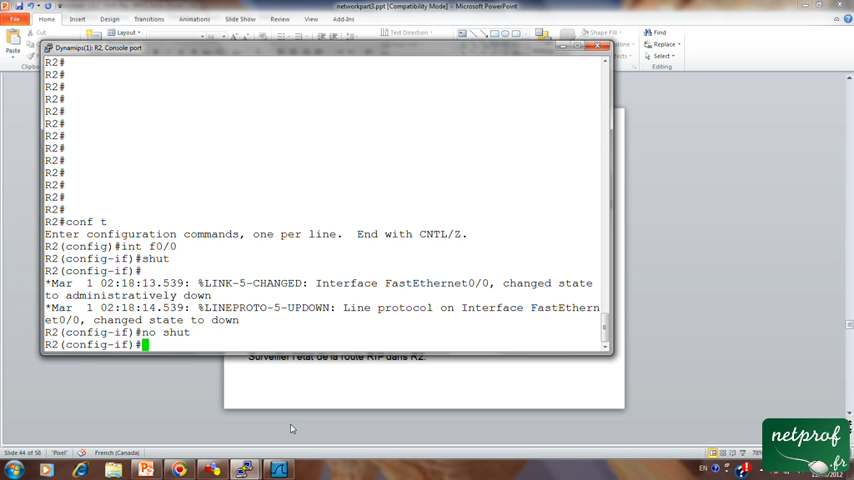 networkpart3.ppt [Compatibility Mode] – Microsoft PowerPoint
File Home Insert Design Transitions Animations Slide Show Review View Add-Ins
Cut Layout Text Direction Shape Fill Find
Paste Replace
Select
Editing
Dynamips(1): R2, Console port
R2#
R2#
R2#
R2#
R2#
R2#
R2#
R2#
R2#
R2#
R2#
R2#
R2#
R2#conf t
Enter configuration commands, one per line.  End with CNTL/Z.
R2(config)#int f0/0
R2(config-if)#shut
R2(config-if)#
*Mar  1 02:18:13.539: %LINK-5-CHANGED: Interface FastEthernet0/0, changed state
to administratively down
*Mar  1 02:18:14.539: %LINEPROTO-5-UPDOWN: Line protocol on Interface FastEthern
et0/0, changed state to down
R2(config-if)#no shut
R2(config-if)#
Surveiller l'état de la route RIP dans R2.
Slide 44 of 58 "Pixel" French (Canada)
EN
netprof
.fr